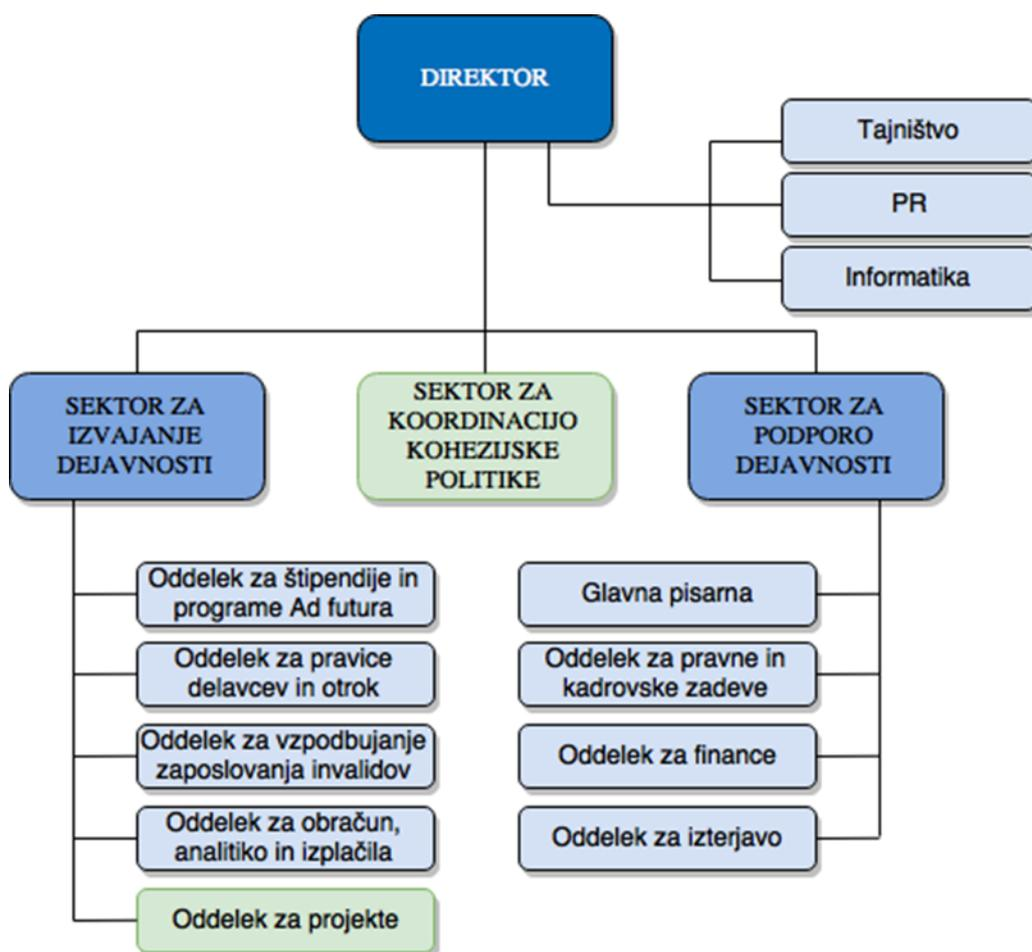 DIREKTOR
Tajništvo
PR
Informatika
SEKTOR ZA
IZVAJANJE
DEJAVNOSTI
SEKTOR ZA
KOORDINACIJO
KOHEZIJSKE
POLITIKE
SEKTOR ZA
PODPORO
DEJAVNOSTI
Oddelek za štipendije in
programe Ad futura
Oddelek za pravice
delavcev in otrok
Oddelek za vzpodbujanje
zaposlovanja invalidov
Oddelek za obračun,
analitiko in izplačila
Oddelek za projekte
Glavna pisarna
Oddelek za pravne in
kadrovske zadeve
Oddelek za finance
Oddelek za izterjavo